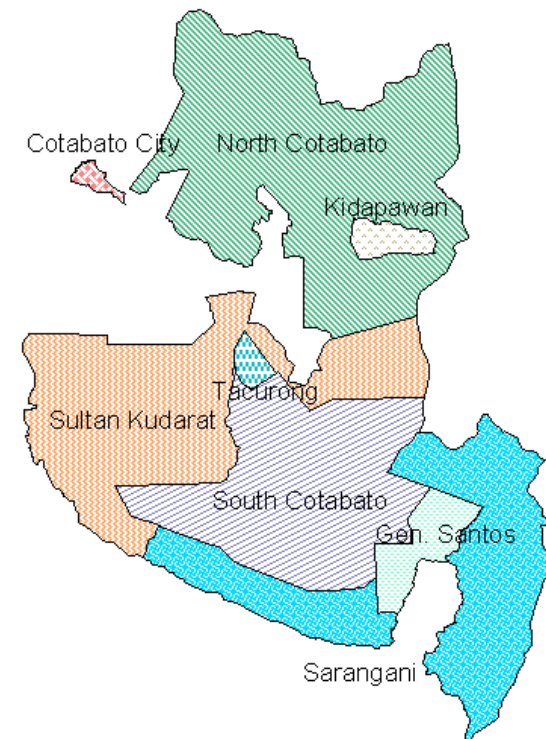 Cotabato City
North Cotabato
Kidapawan
Tacurong
Sultan Kudarat
South Cotabato
Gen. Santos
Sarangani